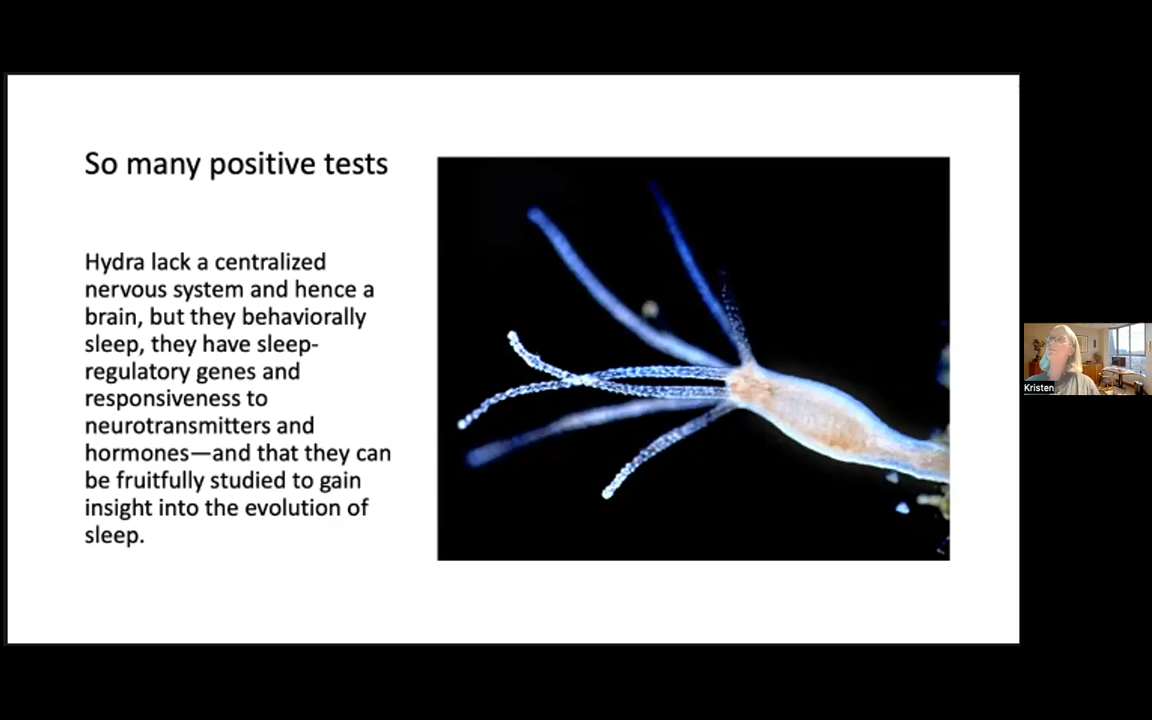 So many positive tests
Hydra lack a centralized
nervous system and hence a
brain, but they behaviorally
sleep, they have sleep-
regulatory genes and
responsiveness to
neurotransmitters and
hormones—and that they can
be fruitfully studied to gain
insight into the evolution of
sleep.
Kristen